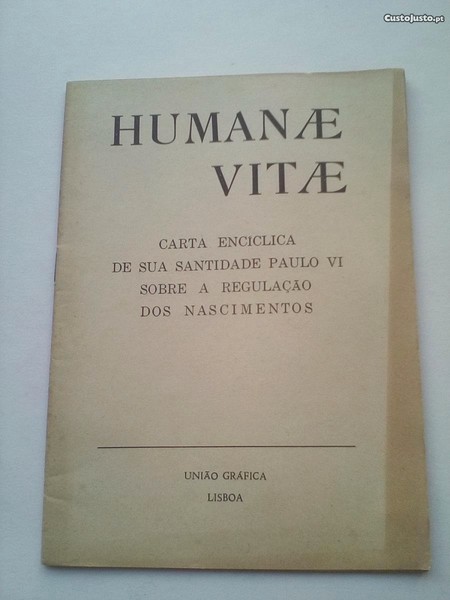 CustoJusto.pt
HUMANÆ
VITÆ
CARTA ENCICLICA
DE SUA SANTIDADE PAULO VI
SOBRE A REGULAÇÃO
DOS NASCIMENTOS
UNIÃO GRÁFICA
LISBOA